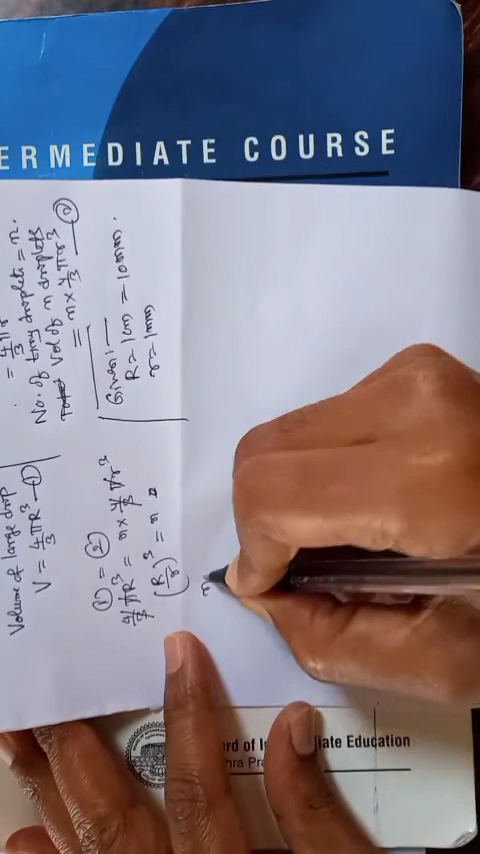 ERMEDIATE COURSE
Volume of large drop
V = 4/3 πR³ — ①
= 4/3 πr
No. of tiny droplets = n.
Vol of n droplets
= n × 4/3 πr³ — ②
① = ②
4/3 πR³ = n × 4/3 πr³
(R/r)³ = n
Given: —
R = 1cm = 10mm.
r = 1mm
rd of I iate Education
hra Pra